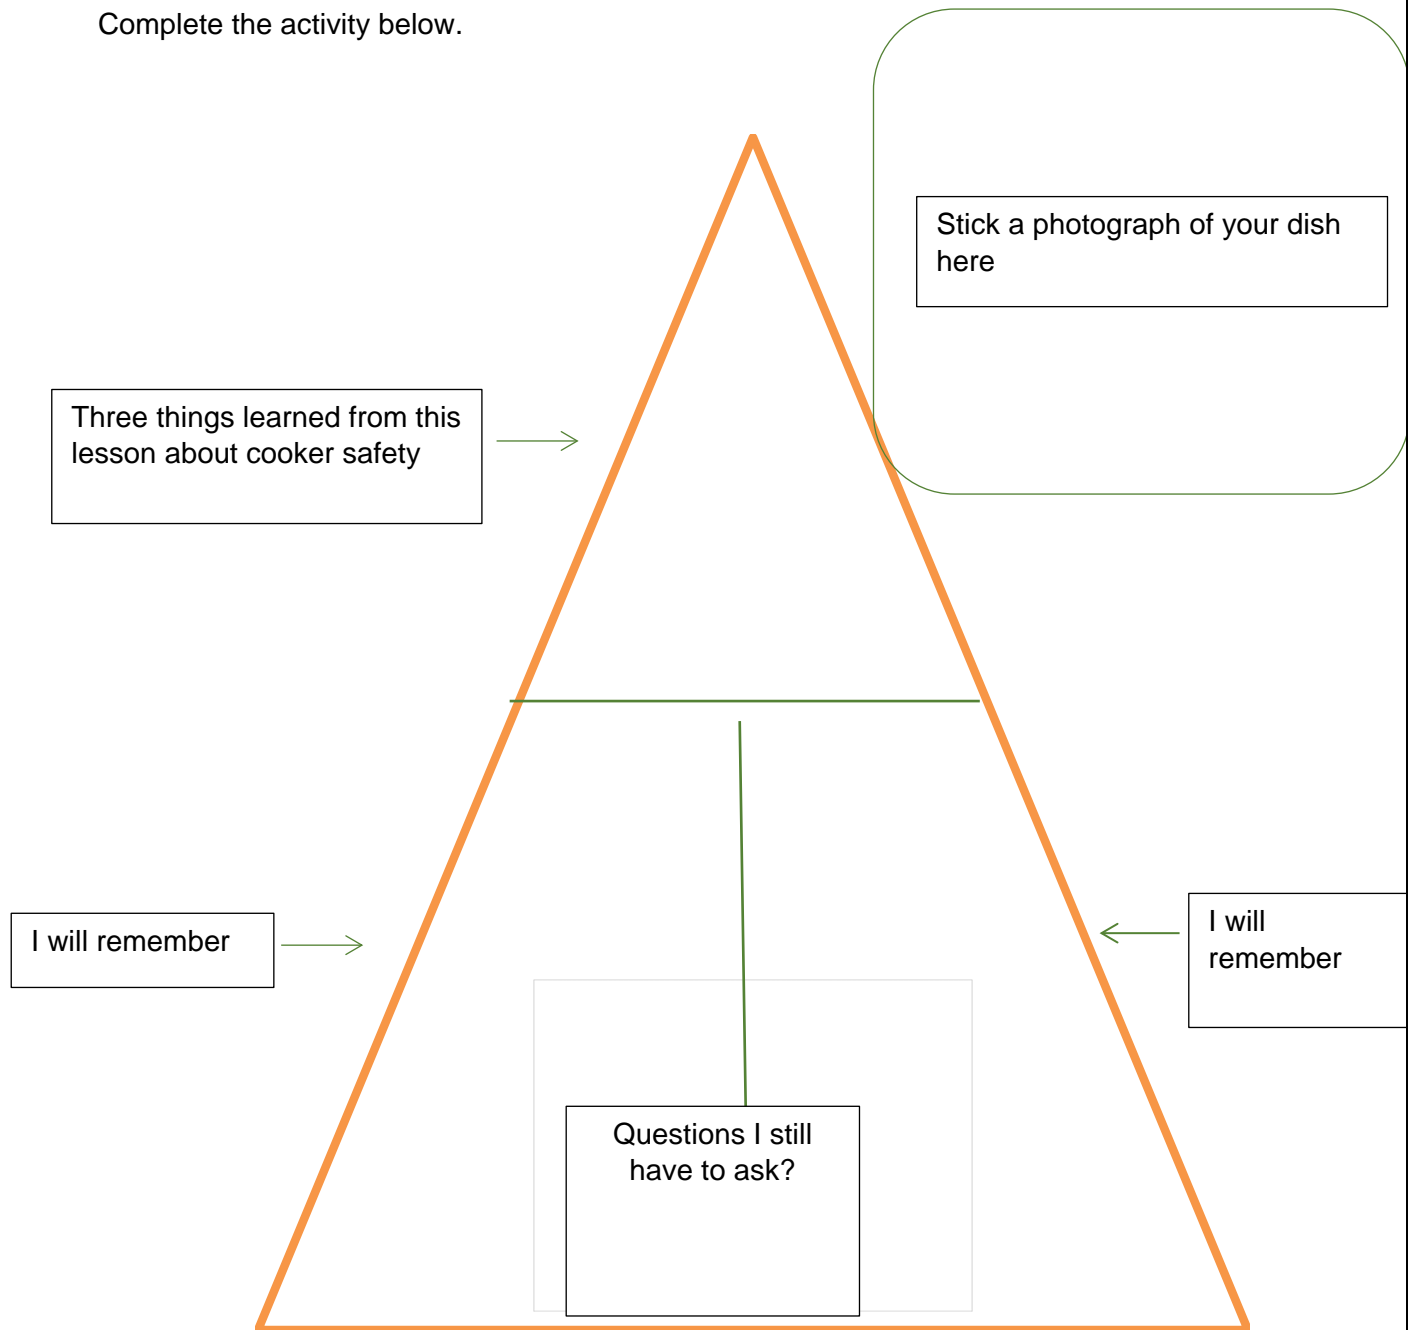 Complete the activity below.
Stick a photograph of your dish
here
Three things learned from this
lesson about cooker safety
I will remember
I will
remember
Questions I still
have to ask?